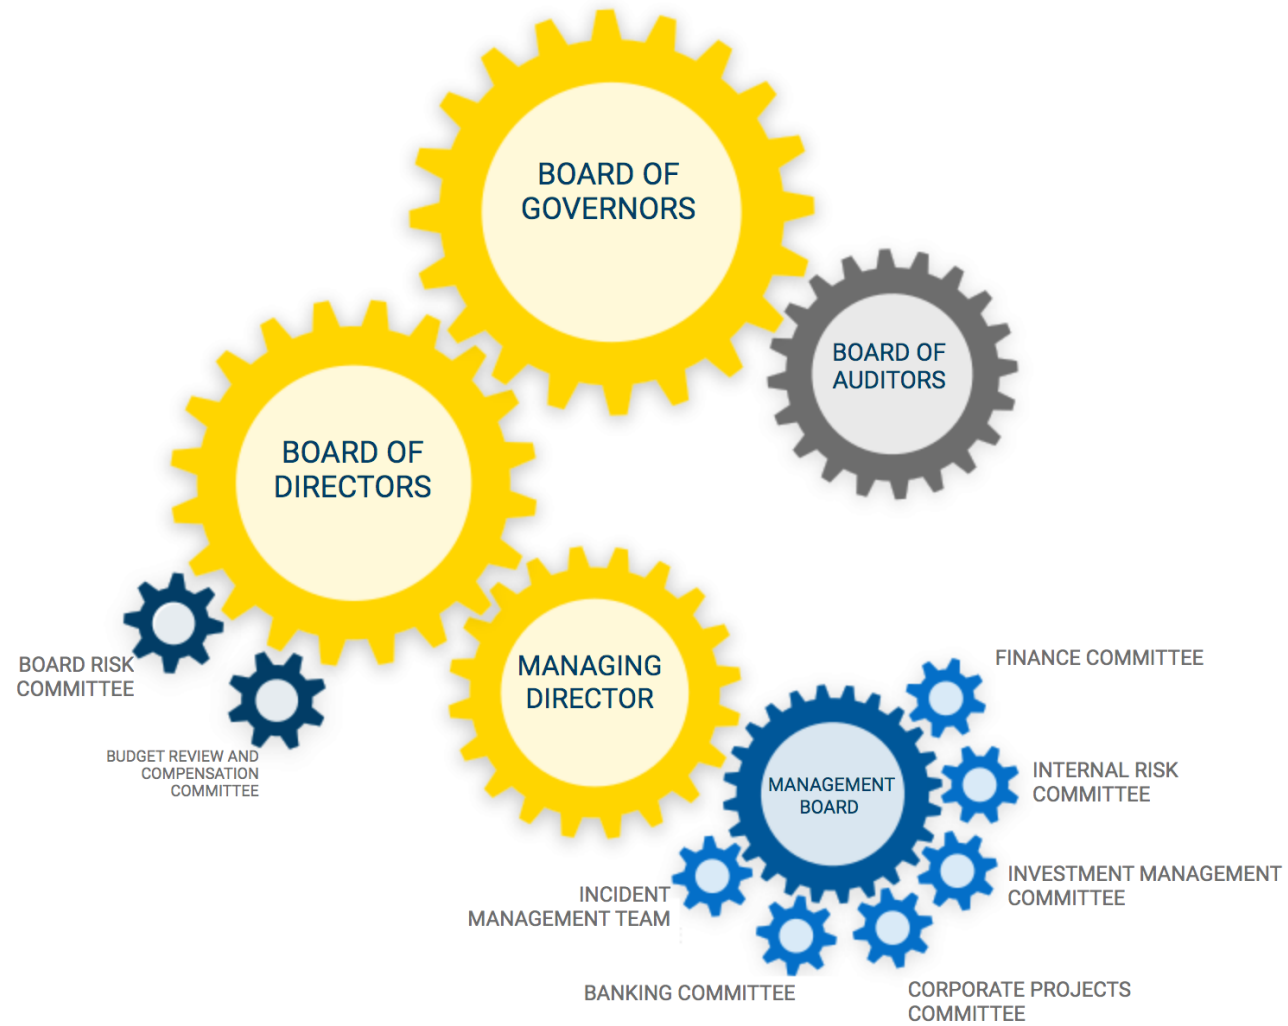 BOARD OF
GOVERNORS
BOARD OF
AUDITORS
BOARD OF
DIRECTORS
BOARD RISK
COMMITTEE
BUDGET REVIEW AND
COMPENSATION
COMMITTEE
MANAGING
DIRECTOR
MANAGEMENT
BOARD
FINANCE COMMITTEE
INTERNAL RISK
COMMITTEE
INVESTMENT MANAGEMENT
COMMITTEE
CORPORATE PROJECTS
COMMITTEE
BANKING COMMITTEE
INCIDENT
MANAGEMENT TEAM